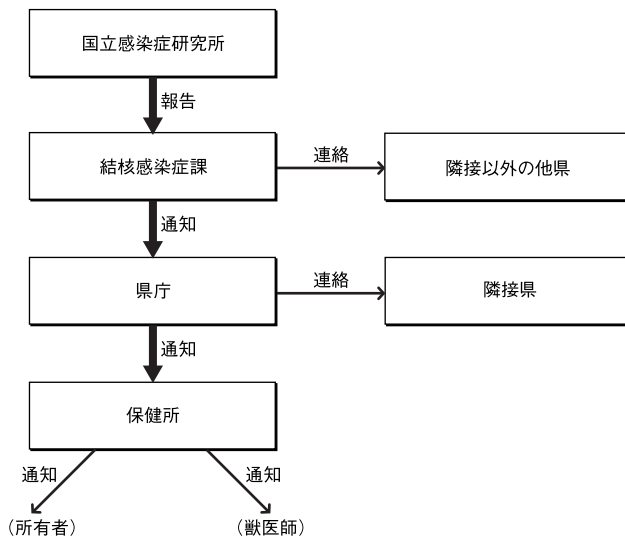 国立感染症研究所
報告
結核感染症課
連絡
隣接以外の他県
通知
県庁
連絡
隣接県
通知
保健所
通知
通知
（所有者）
（獣医師）